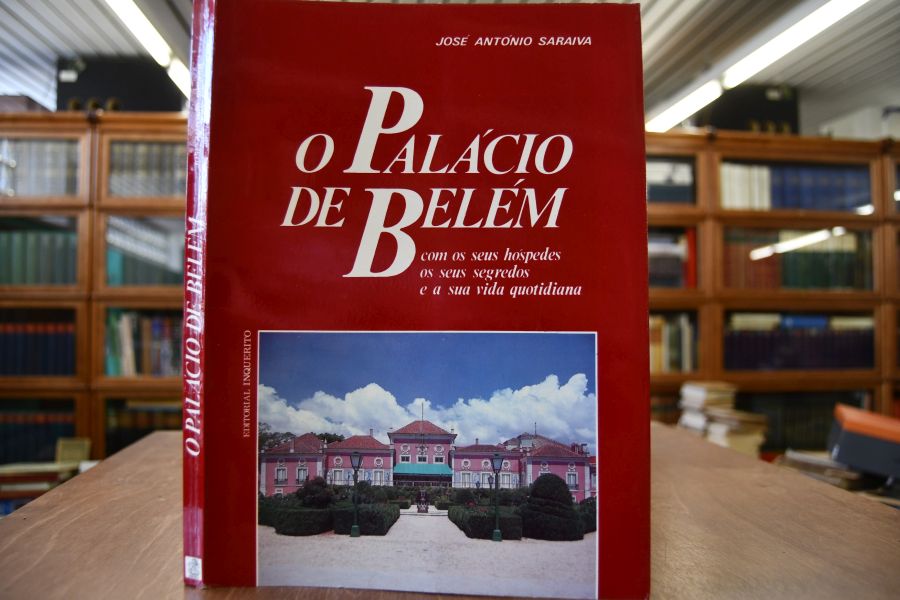 JOSÉ ANTÓNIO SARAIVA
O PALÁCIO
DE BELÉM
com os seus hóspedes
os seus segredos
e a sua vida quotidiana
EDITORIAL INQUERITO
O PALÁCIO DE BELÉM